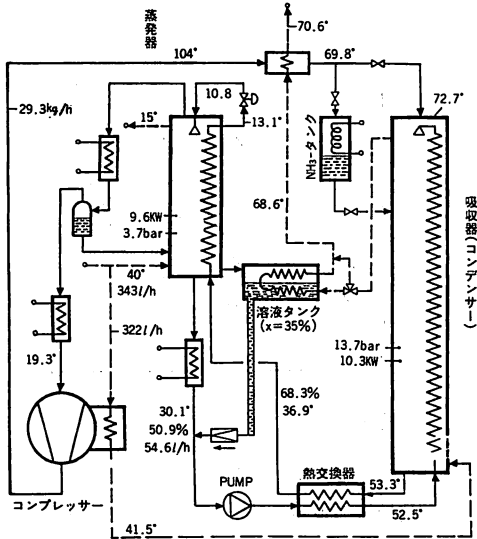 蒸発器
104°
70.6°
69.8°
29.3kg/h
10.8
D
72.7°
15°
13.1°
NH₃-タンク
68.6°
吸収器(コンデンサー)
9.6KW
3.7bar
40°
343l/h
溶液タンク
(x=35%)
322l/h
13.7bar
10.3KW
19.3°
68.3%
36.9°
30.1°
50.9%
54.6l/h
PUMP
熱交換器
53.3°
52.5°
コンプレッサー
41.5°